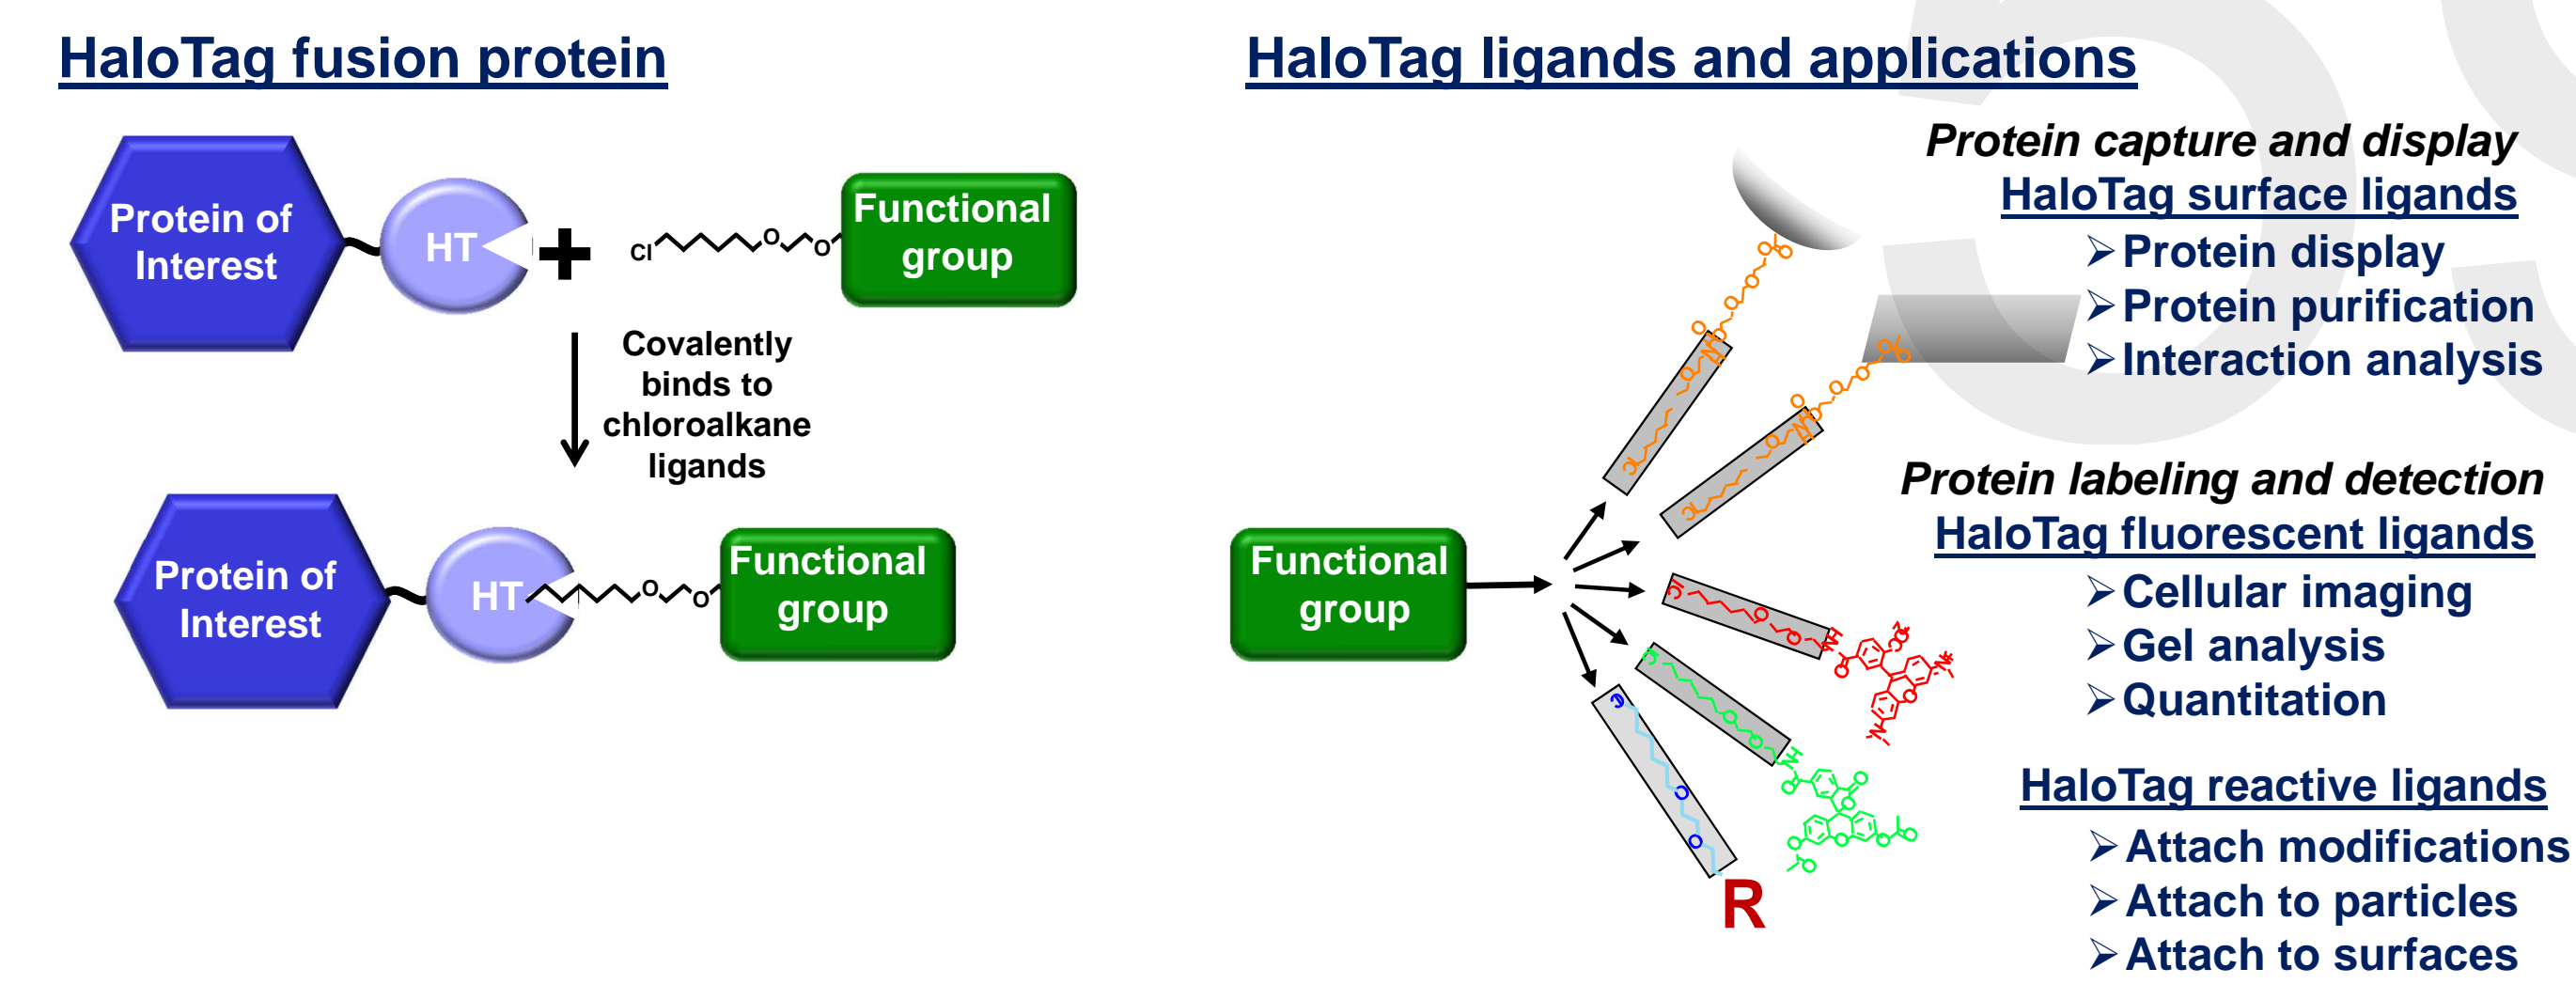 HaloTag fusion protein
Protein of
Interest
HT
+
Cl
O
O
Functional
group
Covalently
binds to
chloroalkane
ligands
Protein of
Interest
HT
O
O
Functional
group
HaloTag ligands and applications
Functional
group
R
Protein capture and display
HaloTag surface ligands
➢Protein display
➢Protein purification
➢Interaction analysis
Protein labeling and detection
HaloTag fluorescent ligands
➢Cellular imaging
➢Gel analysis
➢Quantitation
HaloTag reactive ligands
➢Attach modifications
➢Attach to particles
➢Attach to surfaces